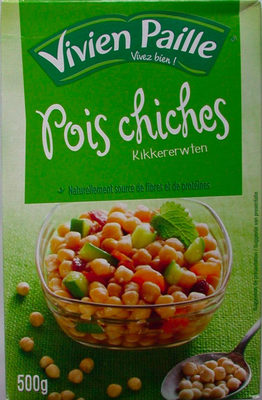 Vivien Paille
Vivez bien !
Pois chiches
Kikkererwten
Naturellement source de fibres et de protéines
500g